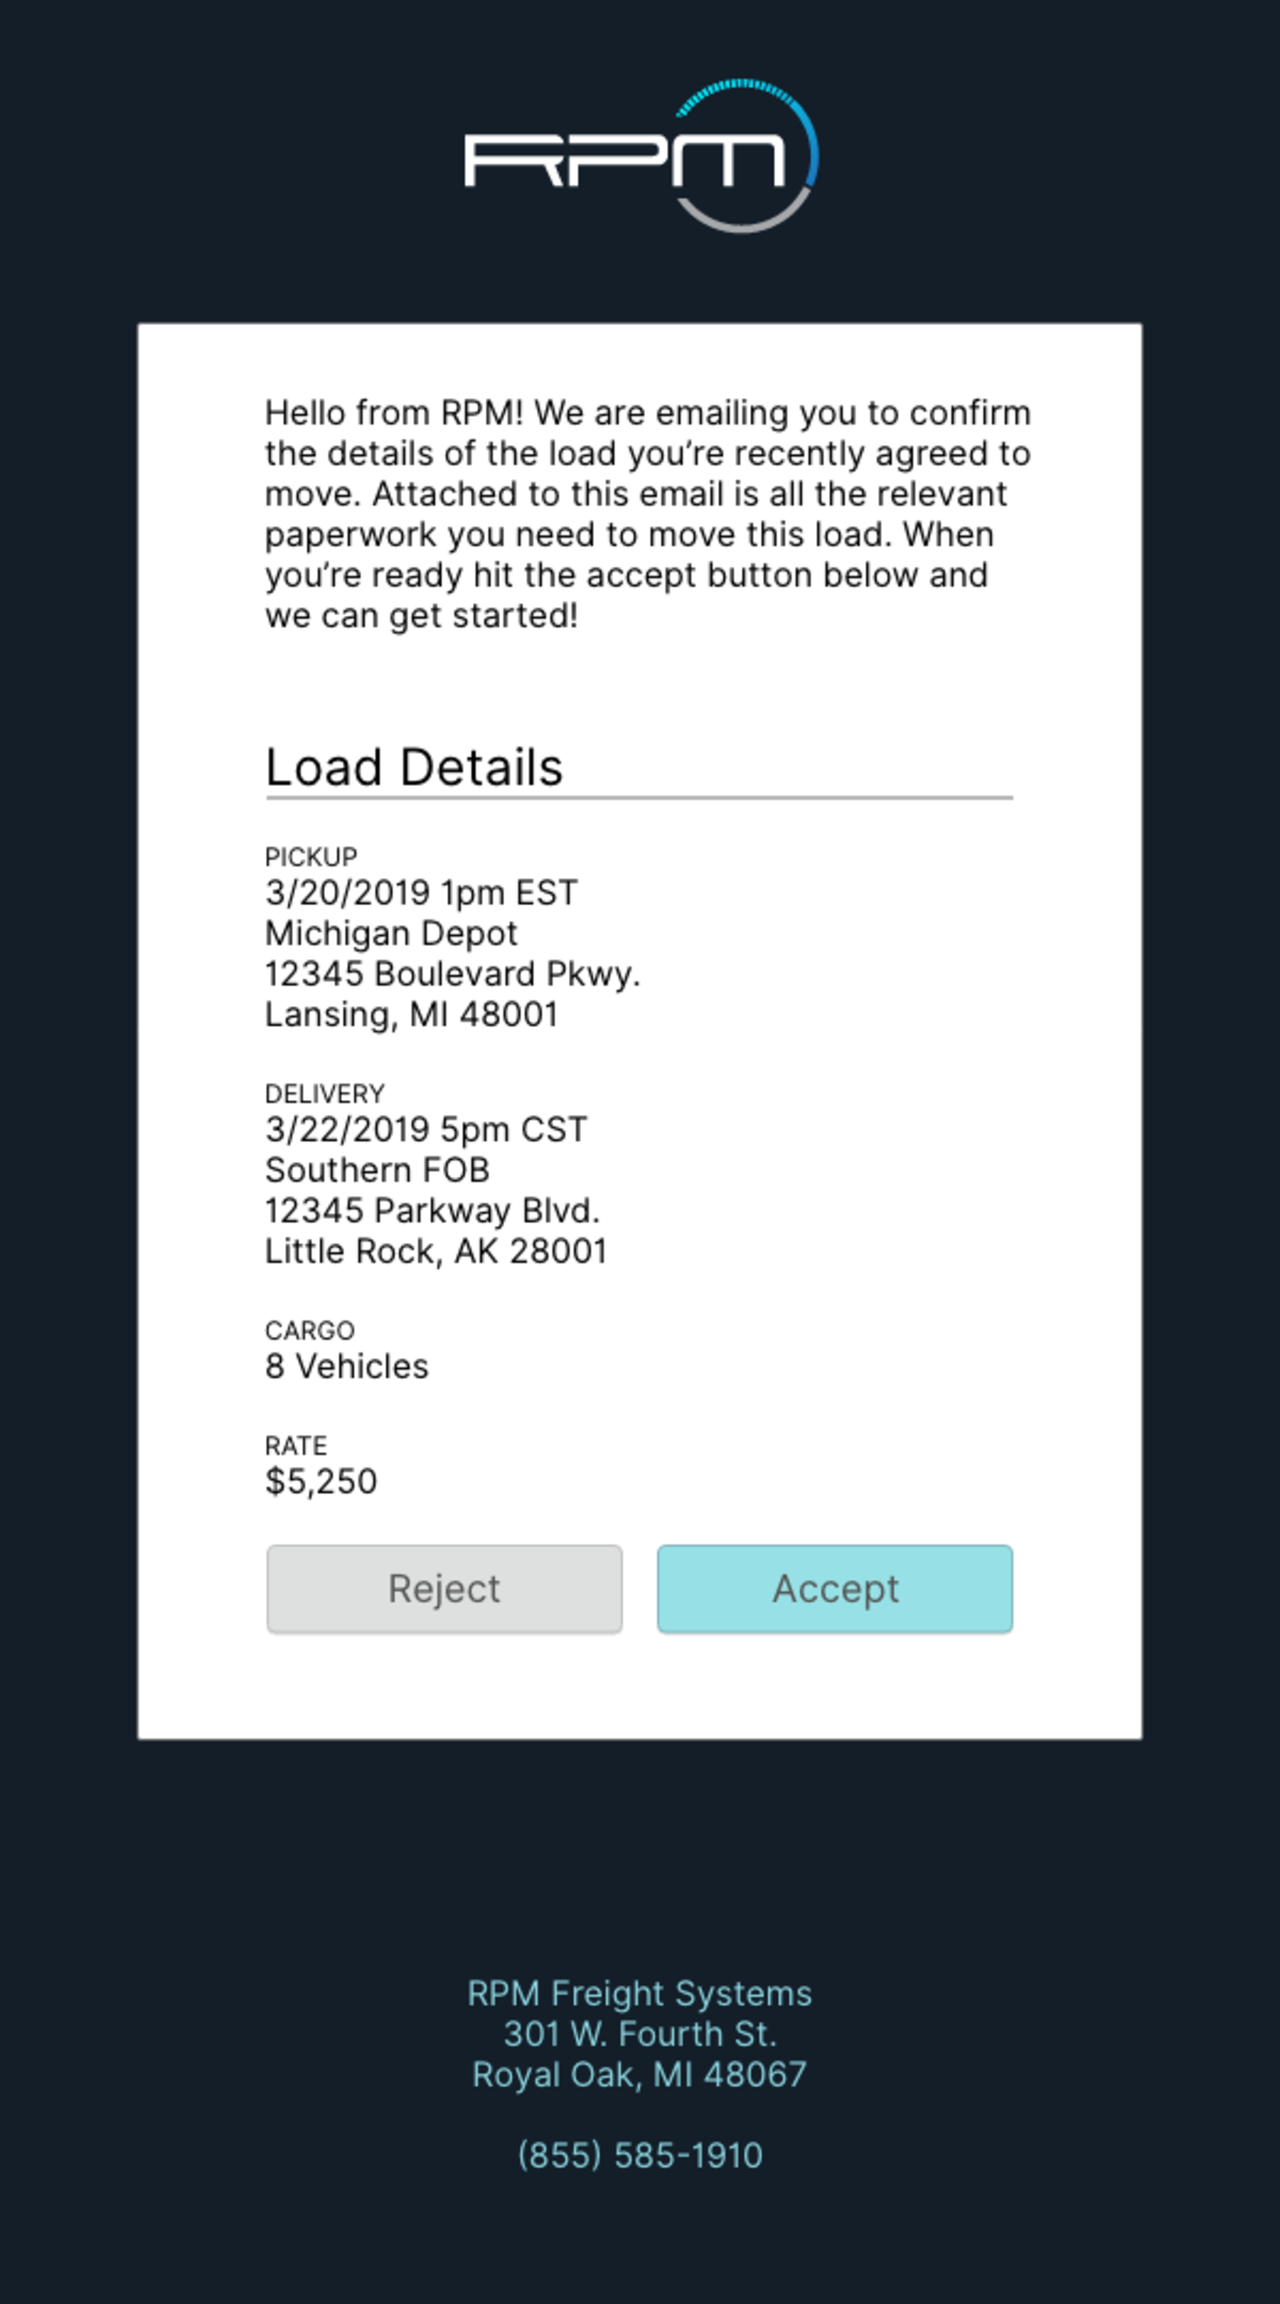 RPM
Hello from RPM! We are emailing you to confirm
the details of the load you’re recently agreed to
move. Attached to this email is all the relevant
paperwork you need to move this load. When
you’re ready hit the accept button below and
we can get started!
Load Details
PICKUP
3/20/2019 1pm EST
Michigan Depot
12345 Boulevard Pkwy.
Lansing, MI 48001
DELIVERY
3/22/2019 5pm CST
Southern FOB
12345 Parkway Blvd.
Little Rock, AK 28001
CARGO
8 Vehicles
RATE
$5,250
Reject Accept
RPM Freight Systems
301 W. Fourth St.
Royal Oak, MI 48067
(855) 585-1910